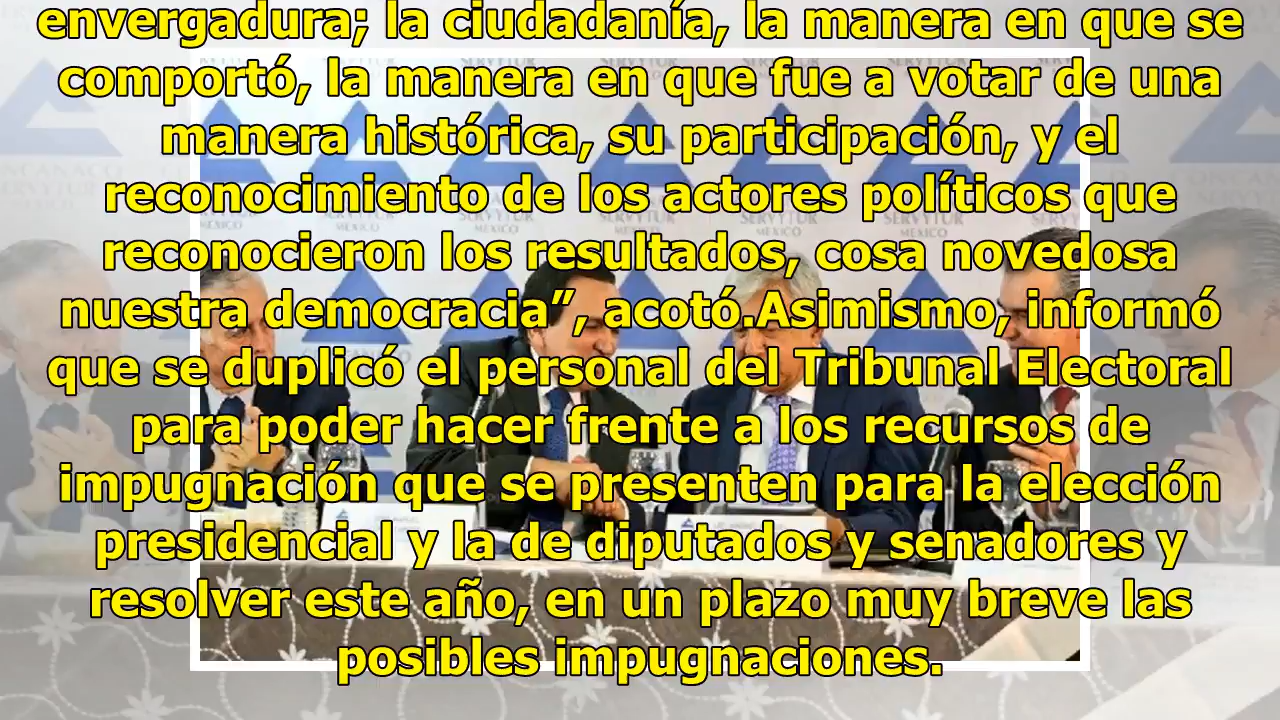 envergadura; la ciudadanía, la manera en que se
comportó, la manera en que fue a votar de una
manera histórica, su participación, y el
reconocimiento de los actores políticos que
reconocieron los resultados, cosa novedosa
nuestra democracia”, acotó.Asimismo, informó
que se duplicó el personal del Tribunal Electoral
para poder hacer frente a los recursos de
impugnación que se presenten para la elección
presidencial y la de diputados y senadores y
resolver este año, en un plazo muy breve las
posibles impugnaciones.
SERVYTUR
MEXICO
SERVYTUR
MEXICO